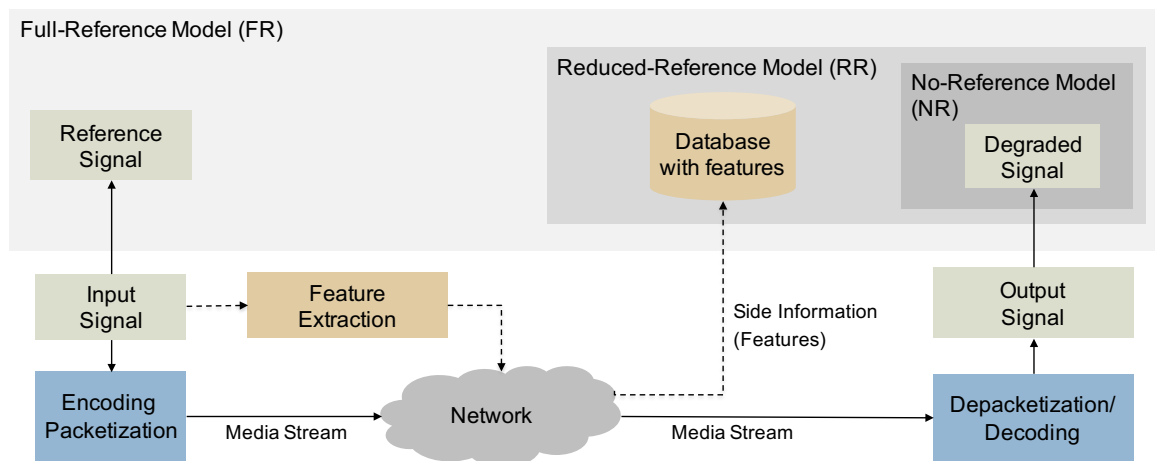 Full-Reference Model (FR)
Reduced-Reference Model (RR)
No-Reference Model
(NR)
Reference
Signal
Database
with features
Degraded
Signal
Input
Signal
Feature
Extraction
Side Information
(Features)
Output
Signal
Encoding
Packetization
Media Stream
Network
Media Stream
Depacketization/
Decoding